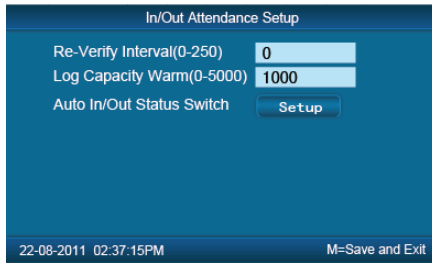 In/Out Attendance Setup
Re-Verify Interval(0-250) 0
Log Capacity Warm(0-5000) 1000
Auto In/Out Status Switch Setup
22-08-2011 02:37:15PM M=Save and Exit